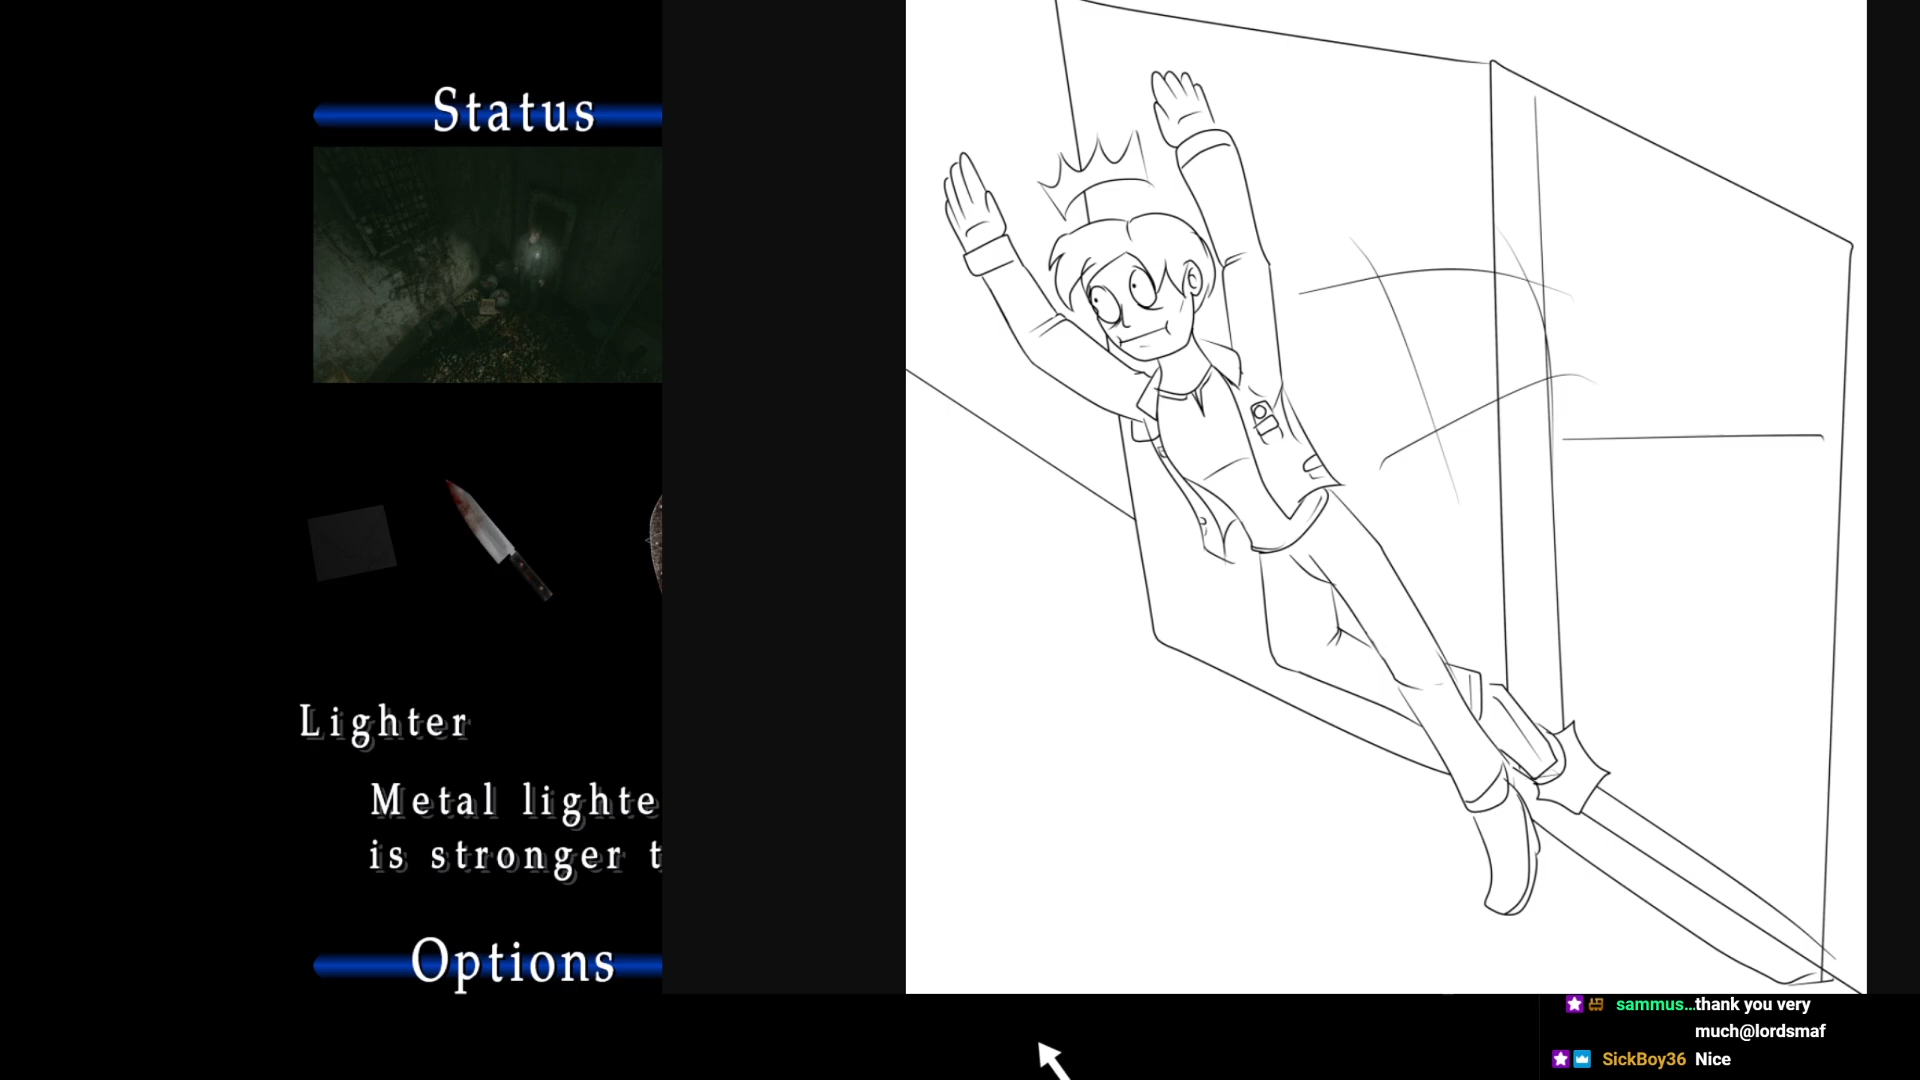 Status
Lighter
Metal lighte
is stronger t
Options
sammus...thank you very
much@lordsmaf
SickBoy36 Nice